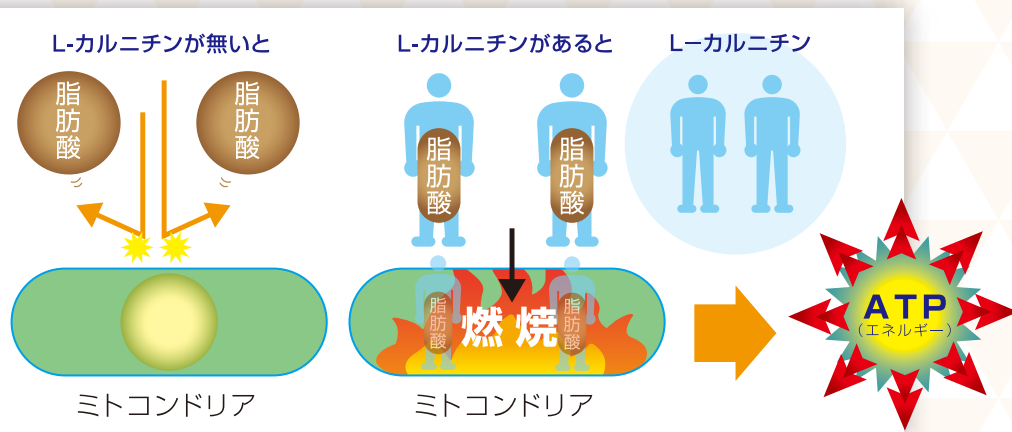 L-カルニチンが無いと
脂肪酸
脂肪酸
ミトコンドリア
L-カルニチンがあると
脂肪酸
脂肪酸
脂肪酸
燃焼
脂肪酸
ミトコンドリア
Lーカルニチン
ATP
(エネルギー)